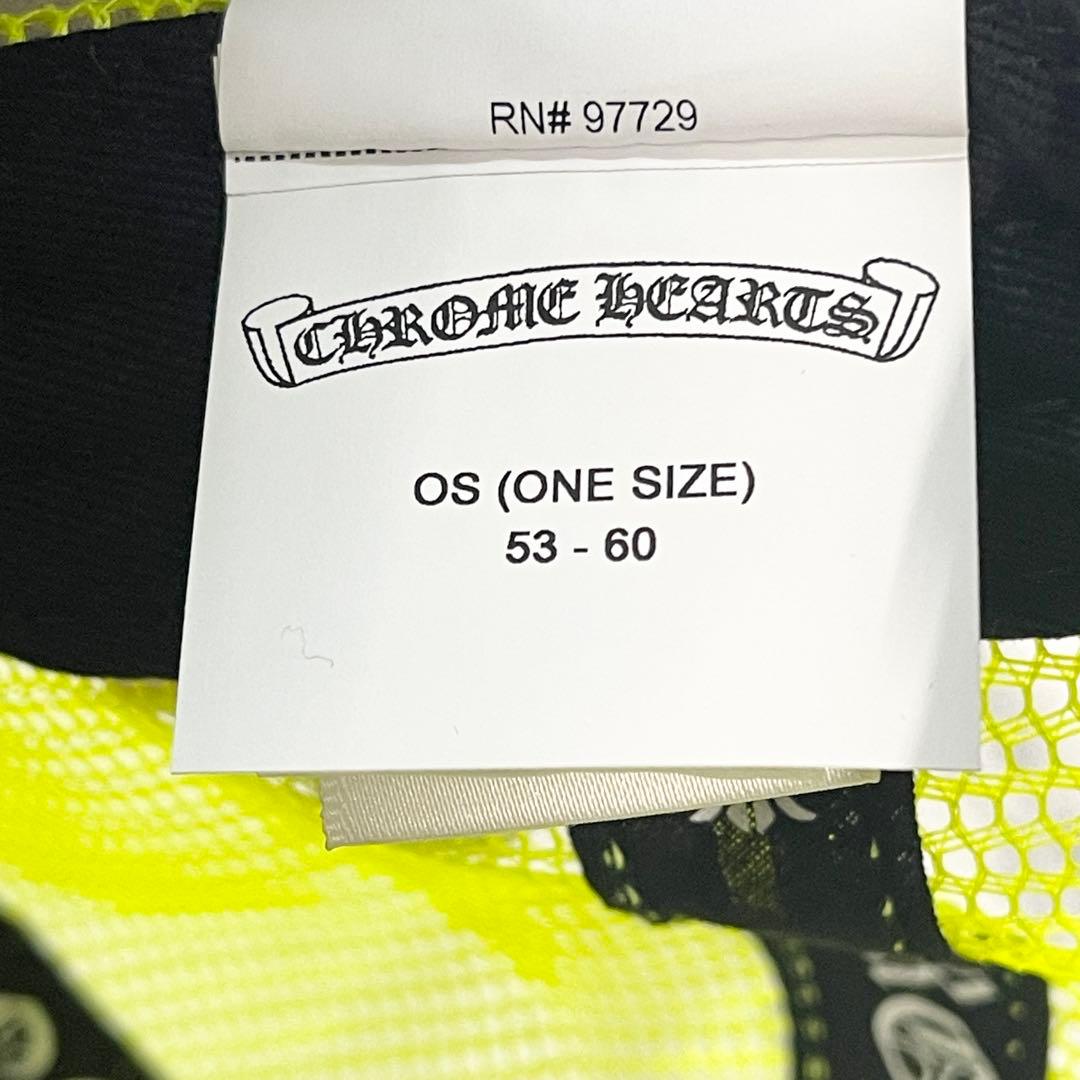 RN# 97729
CHROME HEARTS
OS (ONE SIZE)
53 - 60